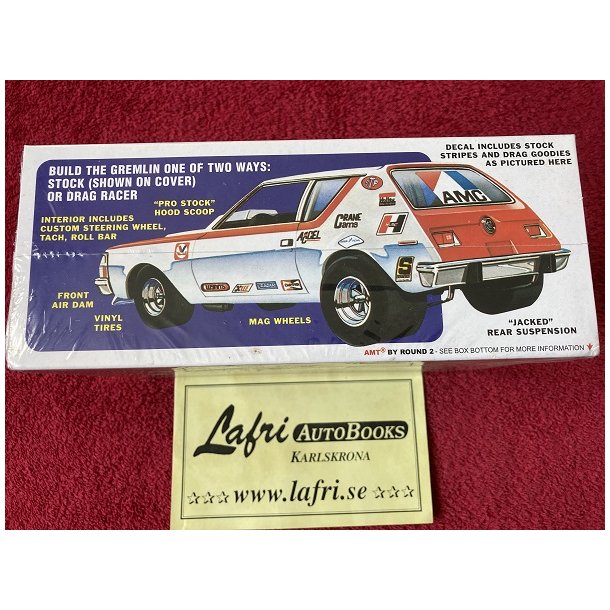 BUILD THE GREMLIN ONE OF TWO WAYS:
STOCK (SHOWN ON COVER)
OR DRAG RACER
"PRO STOCK"
HOOD SCOOP
INTERIOR INCLUDES
CUSTOM STEERING WHEEL,
TACH, ROLL BAR
FRONT
AIR DAM
VINYL
TIRES
MAG WHEELS
DECAL INCLUDES STOCK
STRIPES AND DRAG GOODIES
AS PICTURED HERE
STP
AMC
CRANE
Cams
"JACKED"
REAR SUSPENSION
AMT® BY ROUND 2 - SEE BOX BOTTOM FOR MORE INFORMATION
Lafri AUTOBOOKS
KARLSKRONA
www.lafri.se